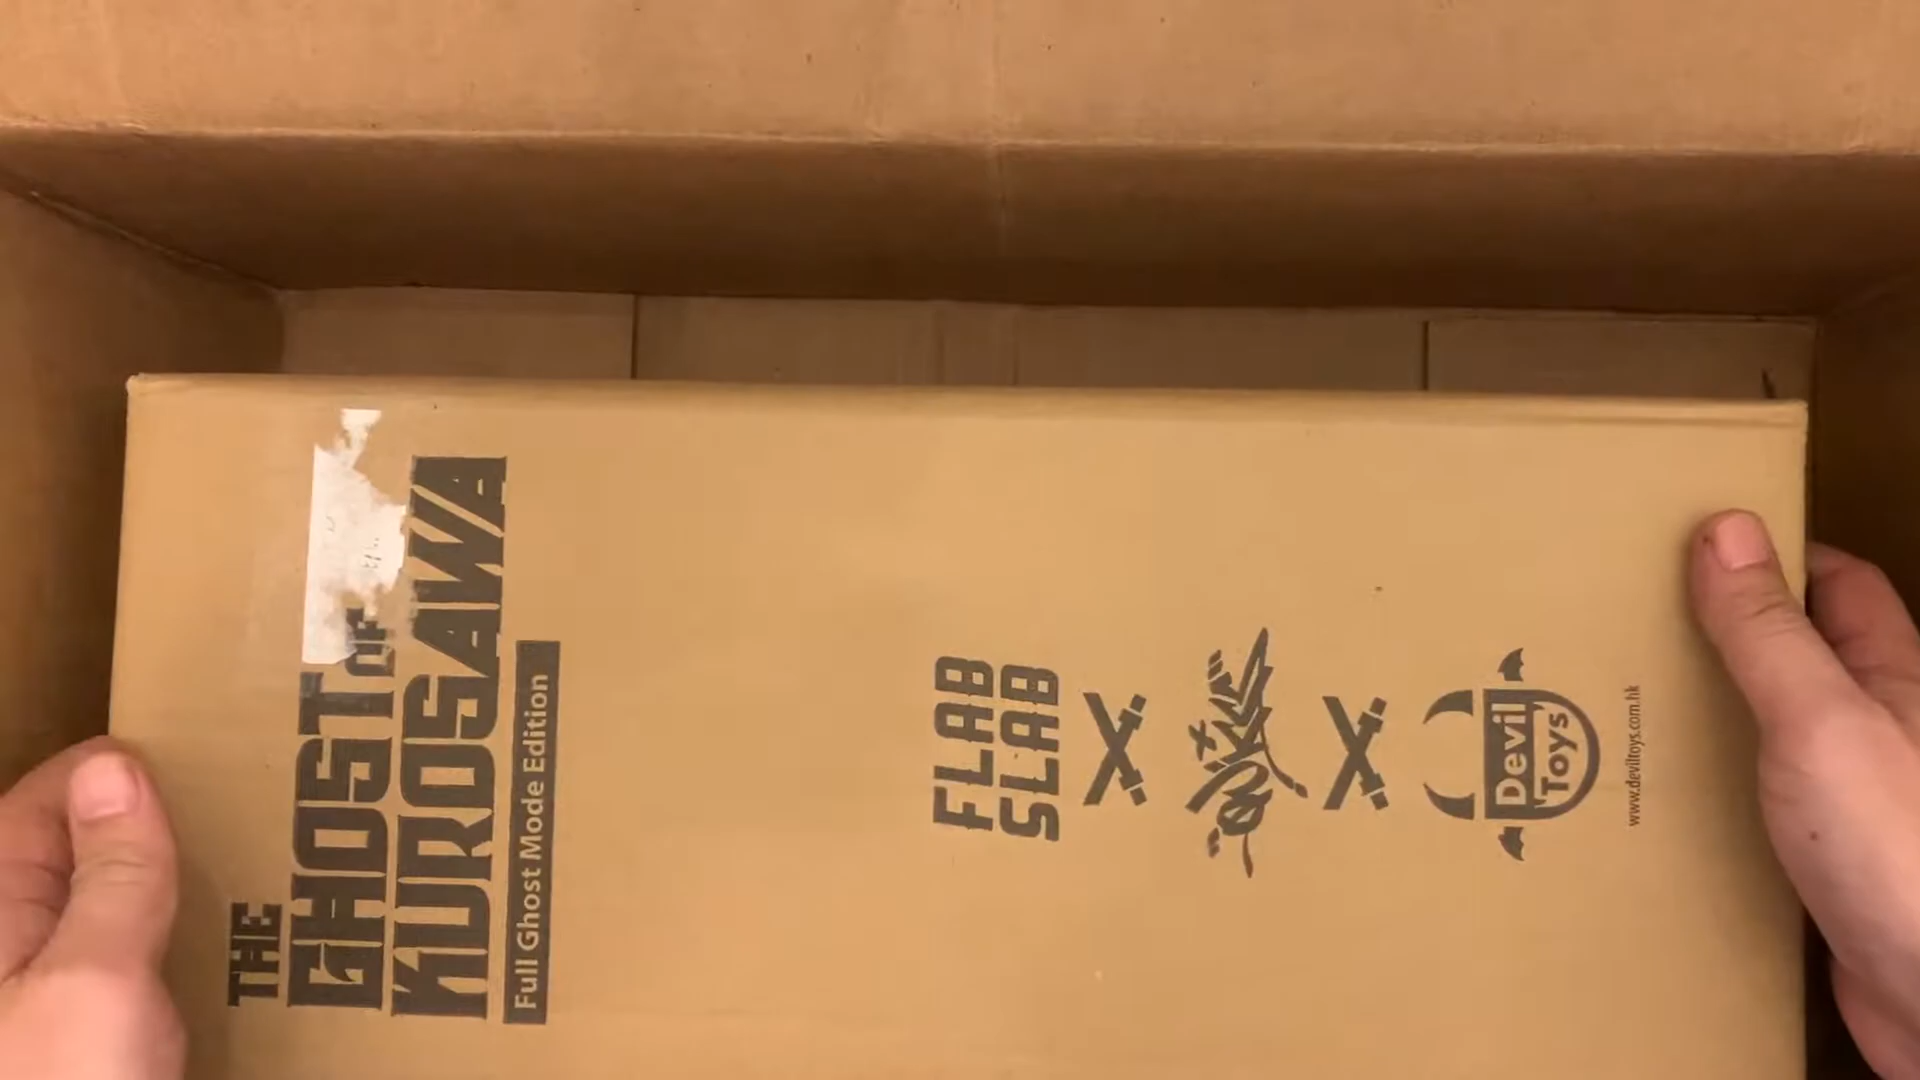 THE
GHOST OF
KUROSAWA
Full Ghost Mode Edition
FLAB
SLAB
Devil
Toys
www.deviltoys.com.hk